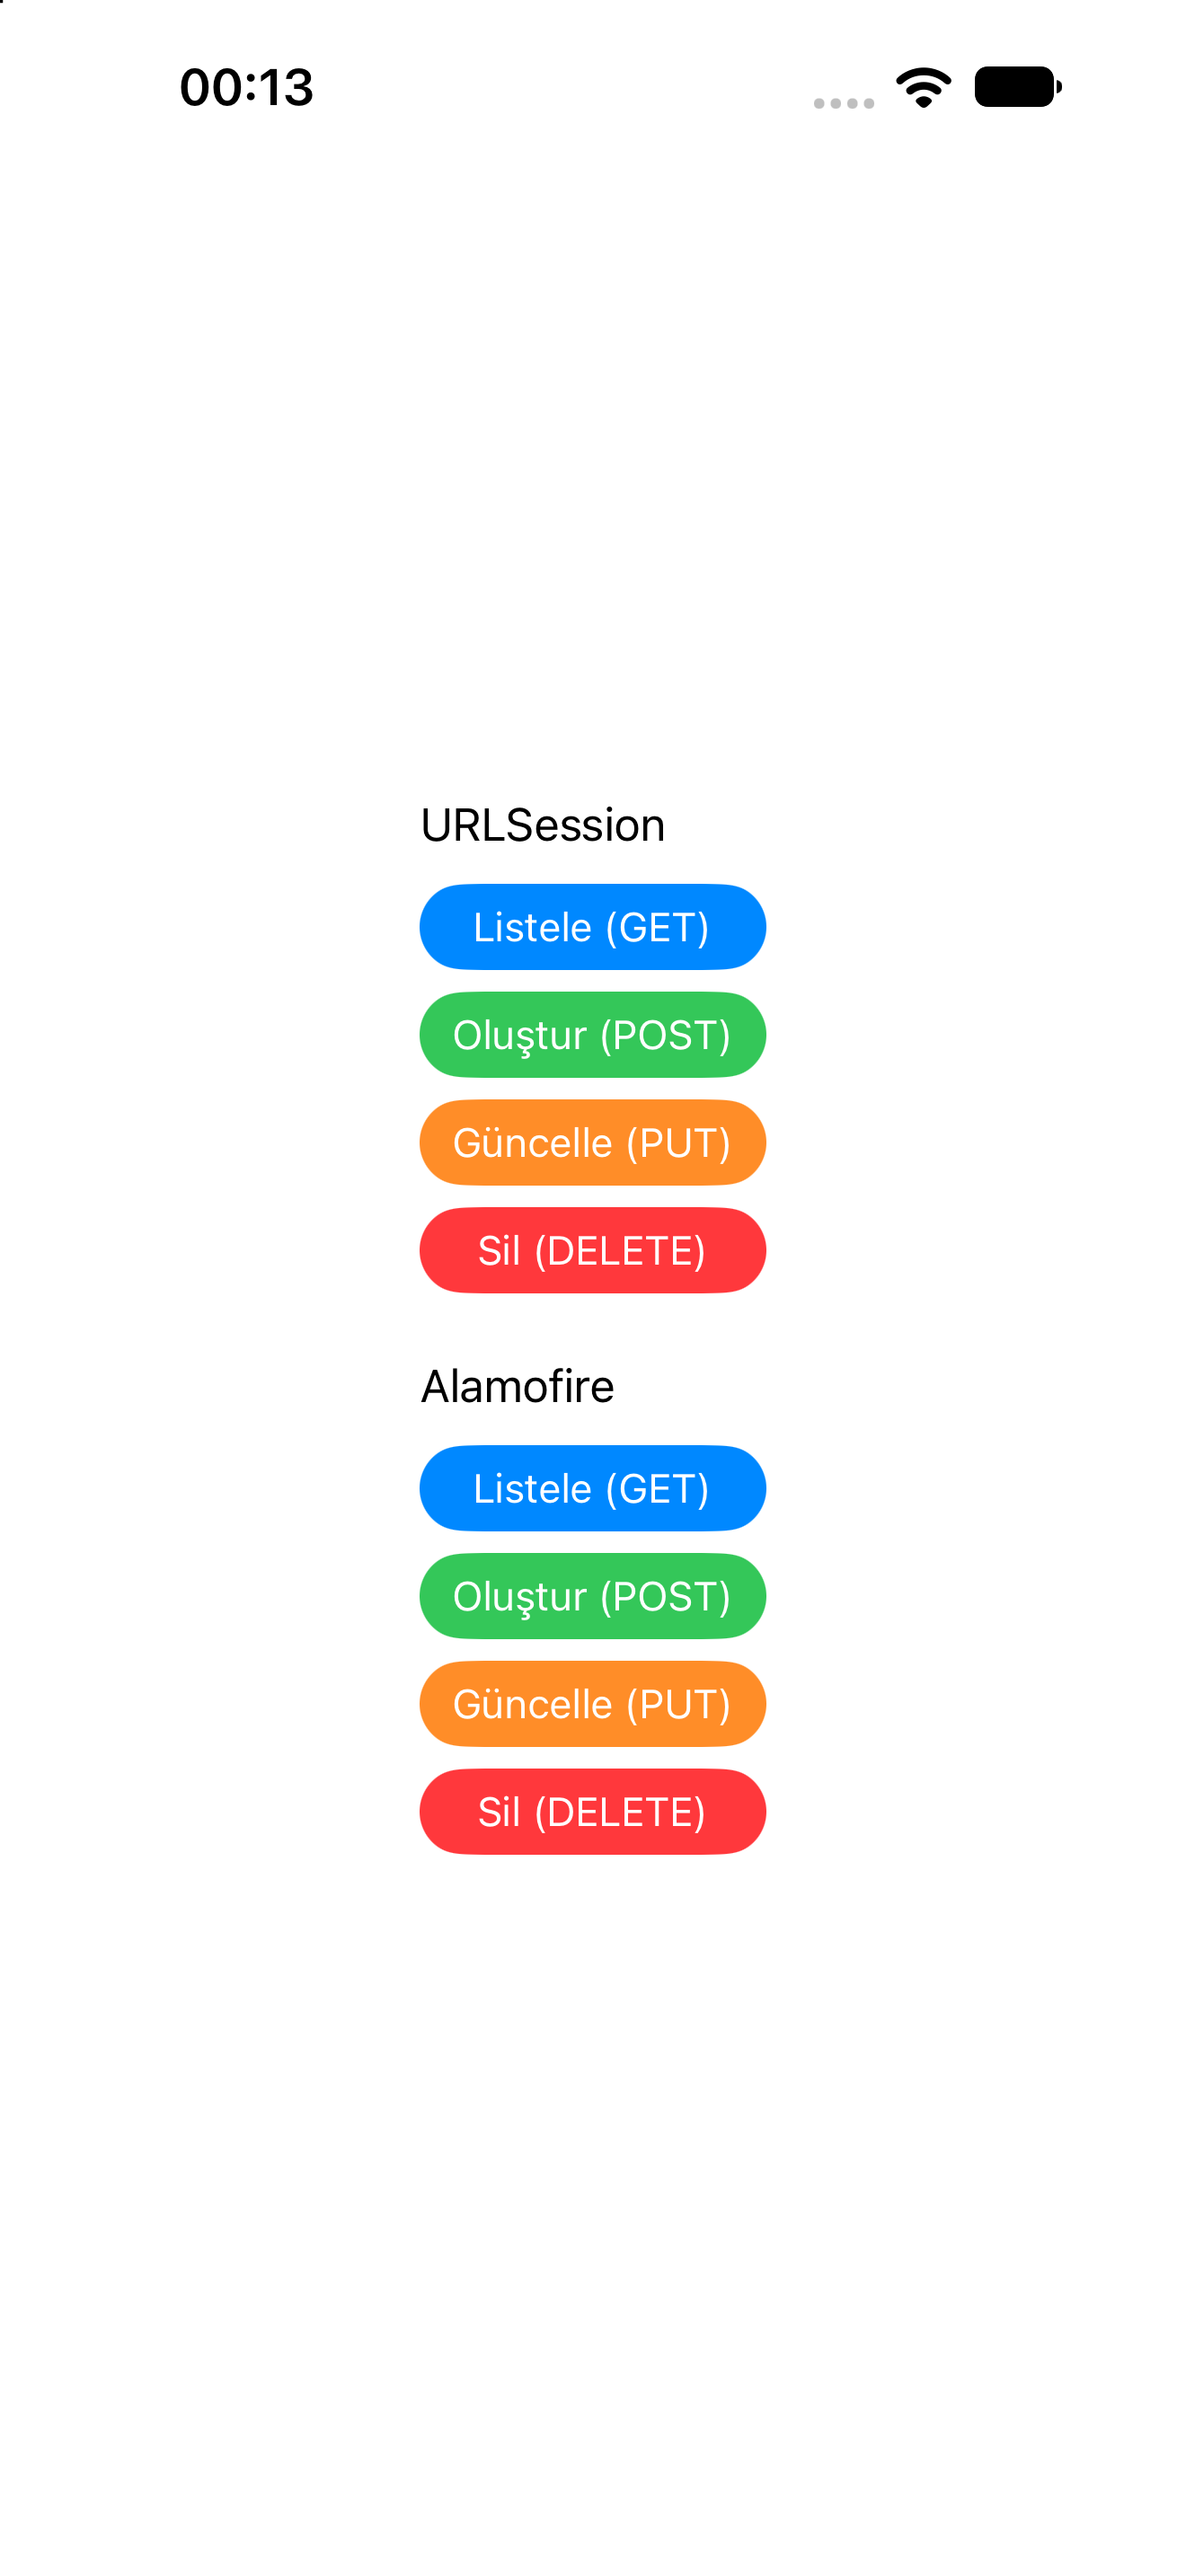 00:13
URLSession
Listele (GET)
Oluştur (POST)
Güncelle (PUT)
Sil (DELETE)
Alamofire
Listele (GET)
Oluştur (POST)
Güncelle (PUT)
Sil (DELETE)